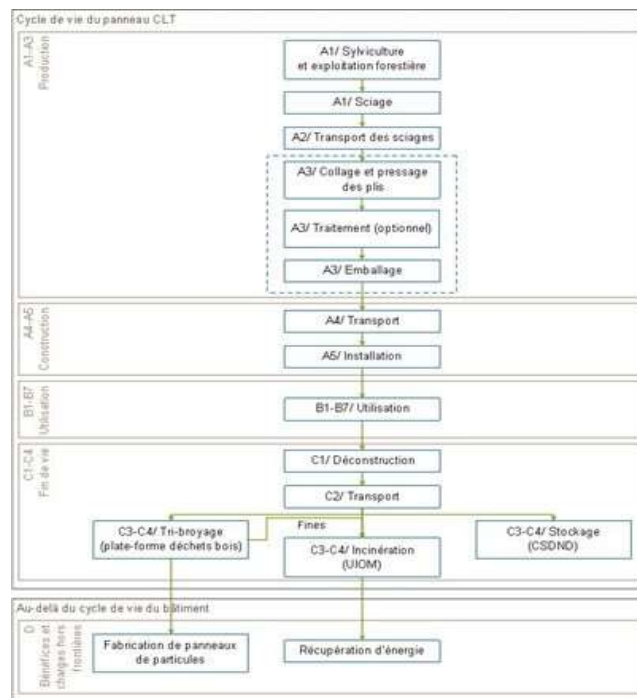 Cycle de vie du panneau CLT
A1-A3
Production
A1/ Sylviculture
et exploitation forestière
A1/ Sciage
A2/ Transport des sciages
A3/ Collage et pressage
des plis
A3/ Traitement (optionnel)
A3/ Emballage
A4-A5
Construction
A4/ Transport
A5/ Installation
B1-B7
Utilisation
B1-B7/ Utilisation
C1-C4
Fin de vie
C1/ Déconstruction
C2/ Transport
C3-C4/ Tri-broyage
(plate-forme déchets bois)
Fines
C3-C4/ Incinération
(UIOM)
C3-C4/ Stockage
(CSDND)
Au-delà du cycle de vie du bâtiment
D
Bénéfices et
charges hors
frontières
Fabrication de panneaux
de particules
Récupération d'énergie